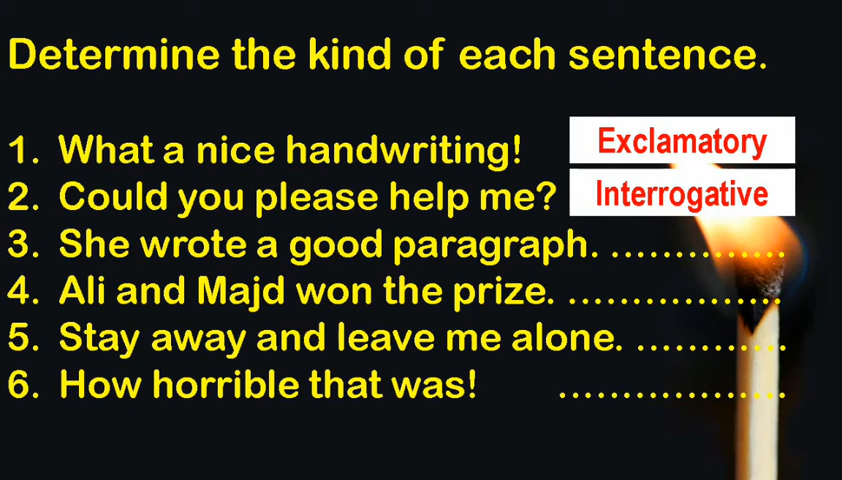 Determine the kind of each sentence.
1. What a nice handwriting! Exclamatory
2. Could you please help me? Interrogative
3. She wrote a good paragraph. ..............
4. Ali and Majd won the prize. .................
5. Stay away and leave me alone. ............
6. How horrible that was! ..................